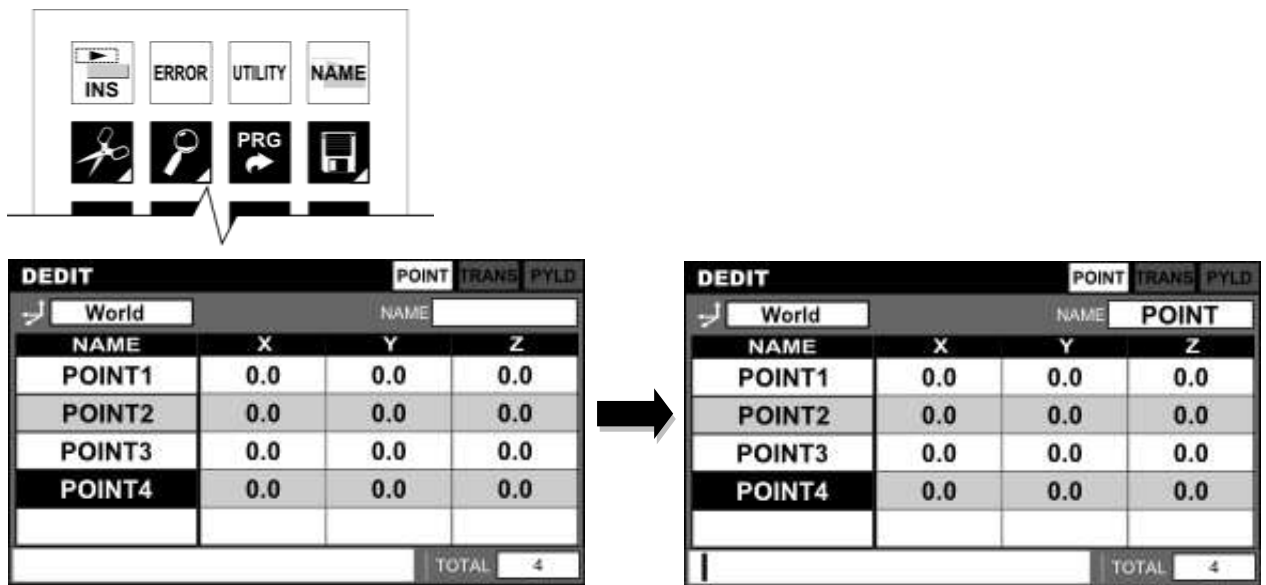 INS ERROR UTILITY NAME
PRG
DEDIT POINT TRANS PYLD
World NAME
NAME X Y Z
POINT1 0.0 0.0 0.0
POINT2 0.0 0.0 0.0
POINT3 0.0 0.0 0.0
POINT4 0.0 0.0 0.0
TOTAL 4
DEDIT POINT TRANS PYLD
World NAME POINT
NAME X Y Z
POINT1 0.0 0.0 0.0
POINT2 0.0 0.0 0.0
POINT3 0.0 0.0 0.0
POINT4 0.0 0.0 0.0
TOTAL 4